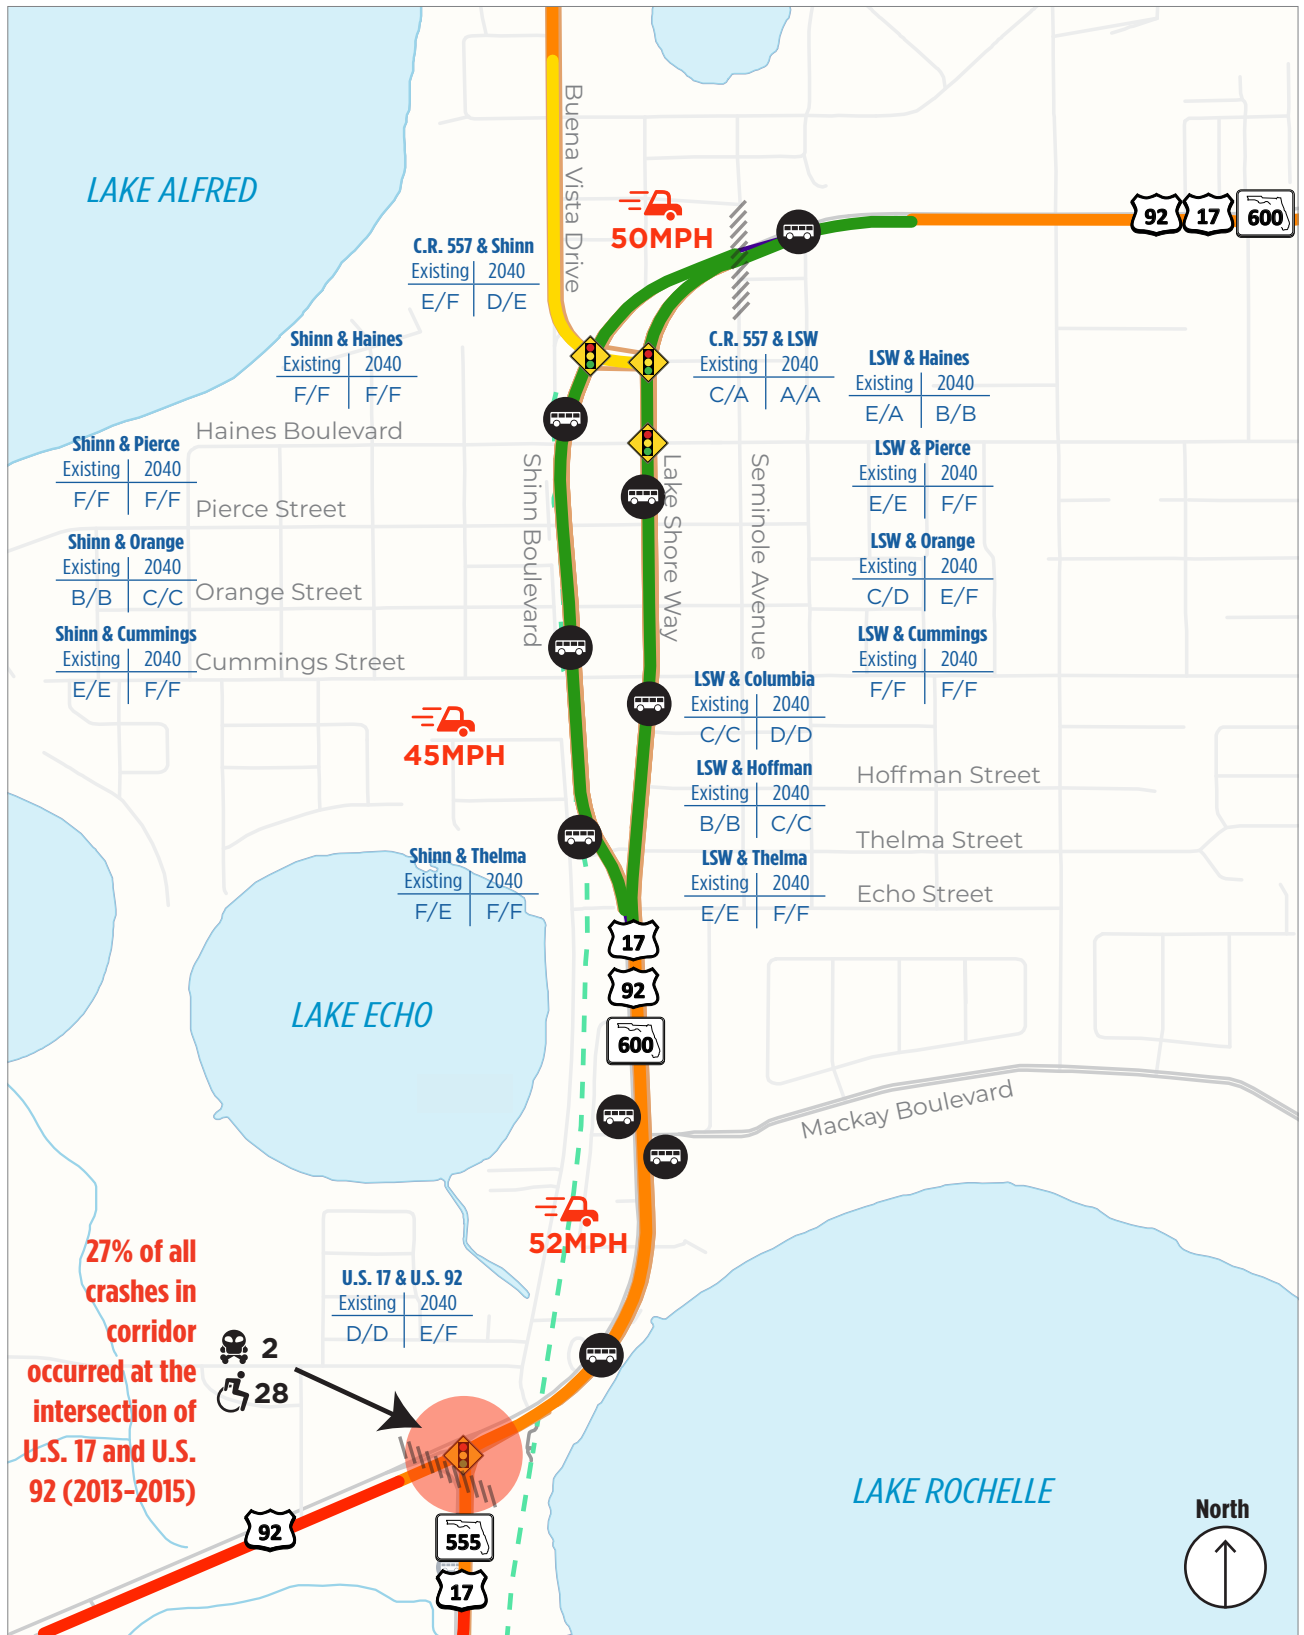 Buena Vista Drive
LAKE ALFRED
50MPH
92
17
600
C.R. 557 & Shinn
Existing 2040
E/F D/E
Shinn & Haines
Existing 2040
F/F F/F
C.R. 557 & LSW
Existing 2040
C/A A/A
LSW & Haines
Existing 2040
E/A B/B
Haines Boulevard
Shinn & Pierce
Existing 2040
F/F F/F
Pierce Street
LSW & Pierce
Existing 2040
E/E F/F
Shinn Boulevard
Lake Shore Way
Seminole Avenue
Shinn & Orange
Existing 2040
B/B C/C
Orange Street
LSW & Orange
Existing 2040
C/D E/F
Shinn & Cummings
Existing 2040
E/E F/F
Cummings Street
LSW & Cummings
Existing 2040
F/F F/F
LSW & Columbia
Existing 2040
C/C D/D
45MPH
LSW & Hoffman
Existing 2040
B/B C/C
Hoffman Street
Thelma Street
Shinn & Thelma
Existing 2040
F/E F/F
LSW & Thelma
Existing 2040
E/E F/F
Echo Street
17
92
600
LAKE ECHO
Mackay Boulevard
52MPH
27% of all
crashes in
corridor
occurred at the
intersection of
U.S. 17 and U.S.
92 (2013-2015)
2
28
U.S. 17 & U.S. 92
Existing 2040
D/D E/F
92
555
17
LAKE ROCHELLE
North